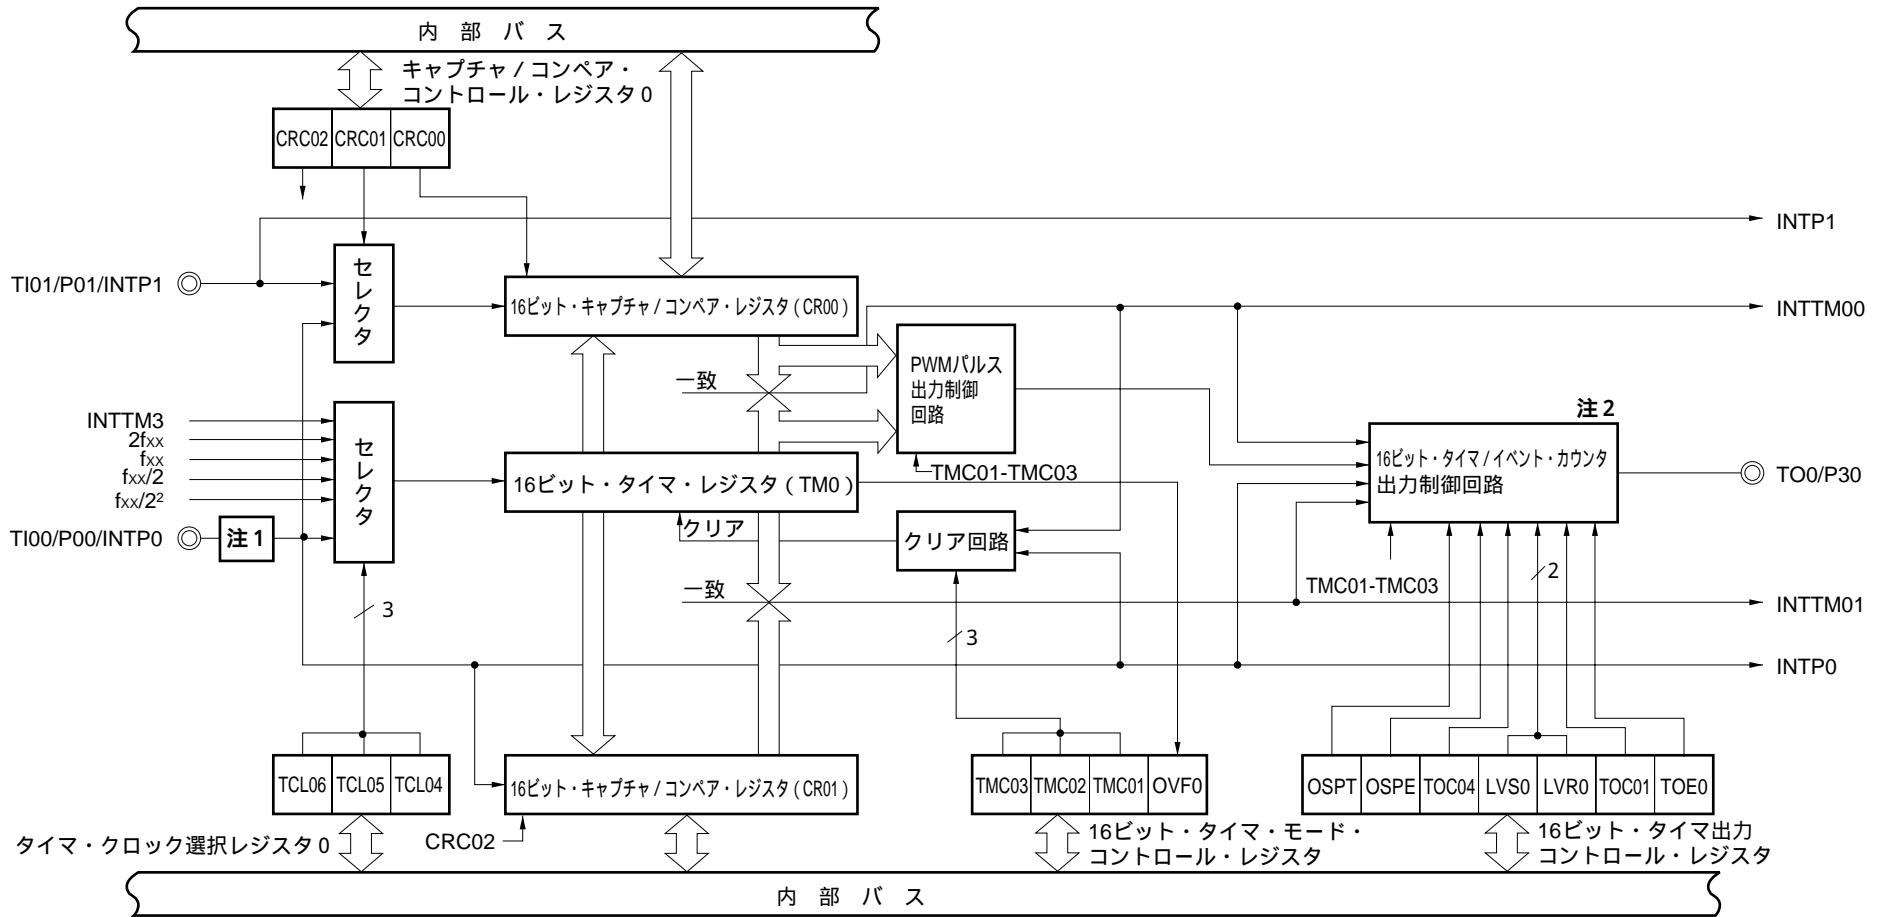 内 部 バ ス
キャプチャ / コンペア・
コントロール・レジスタ 0
CRC02 CRC01 CRC00
INTP1
TI01/P01/INTP1
セレクタ
16ビット・キャプチャ / コンペア・レジスタ ( CR00 )
INTTM00
PWMパルス
出力制御
回路
一致
注 2
INTTM3
2fXX
fXX
fXX/2
fXX/2²
セレクタ
16ビット・タイマ・レジスタ ( TM0 )
TMC01-TMC03
16ビット・タイマ / イベント・カウンタ
出力制御回路
TO0/P30
TI00/P00/INTP0
注 1
クリア
クリア回路
TMC01-TMC03
2
一致
INTTM01
3
3
INTP0
TCL06 TCL05 TCL04
16ビット・キャプチャ / コンペア・レジスタ ( CR01 )
TMC03 TMC02 TMC01 OVF0
OSPT OSPE TOC04 LVS0 LVR0 TOC01 TOE0
タイマ・クロック選択レジスタ 0
CRC02
16ビット・タイマ・モード・
コントロール・レジスタ
16ビット・タイマ出力
コントロール・レジスタ
内 部 バ ス